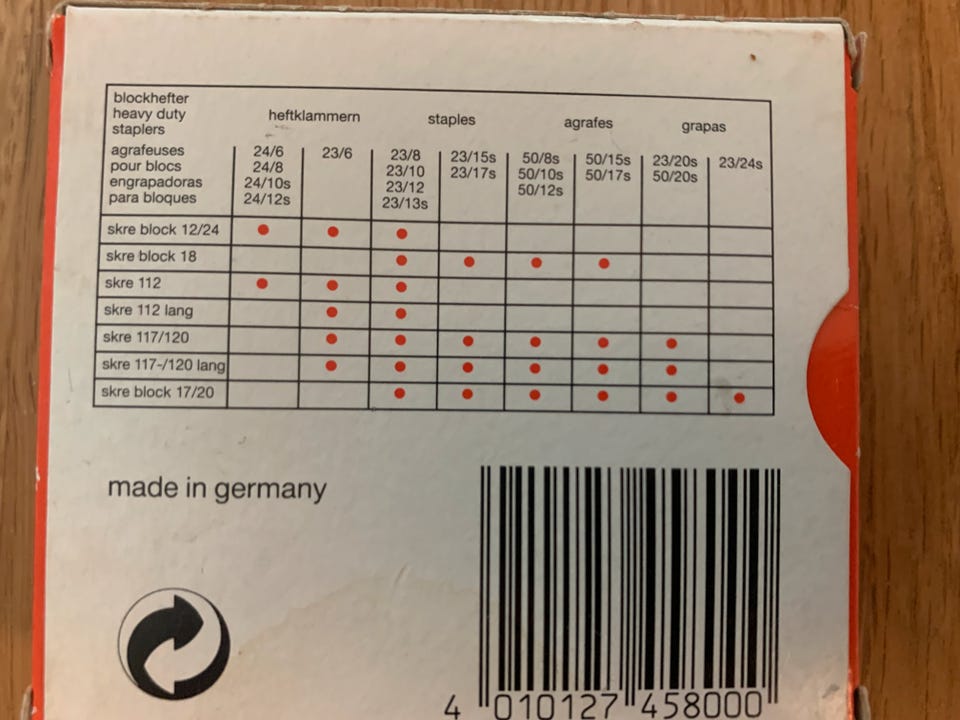 blockhefter
heavy duty
staplers
heftklammern staples agrafes grapas
agrafeuses
pour blocs
engrapadoras
para bloques
24/6
24/8
24/10s
24/12s
23/6
23/8
23/10
23/12
23/13s
23/15s
23/17s
50/8s
50/10s
50/12s
50/15s
50/17s
23/20s
50/20s
23/24s
skre block 12/24
skre block 18
skre 112
skre 112 lang
skre 117/120
skre 117-/120 lang
skre block 17/20
made in germany
4 010127 458000